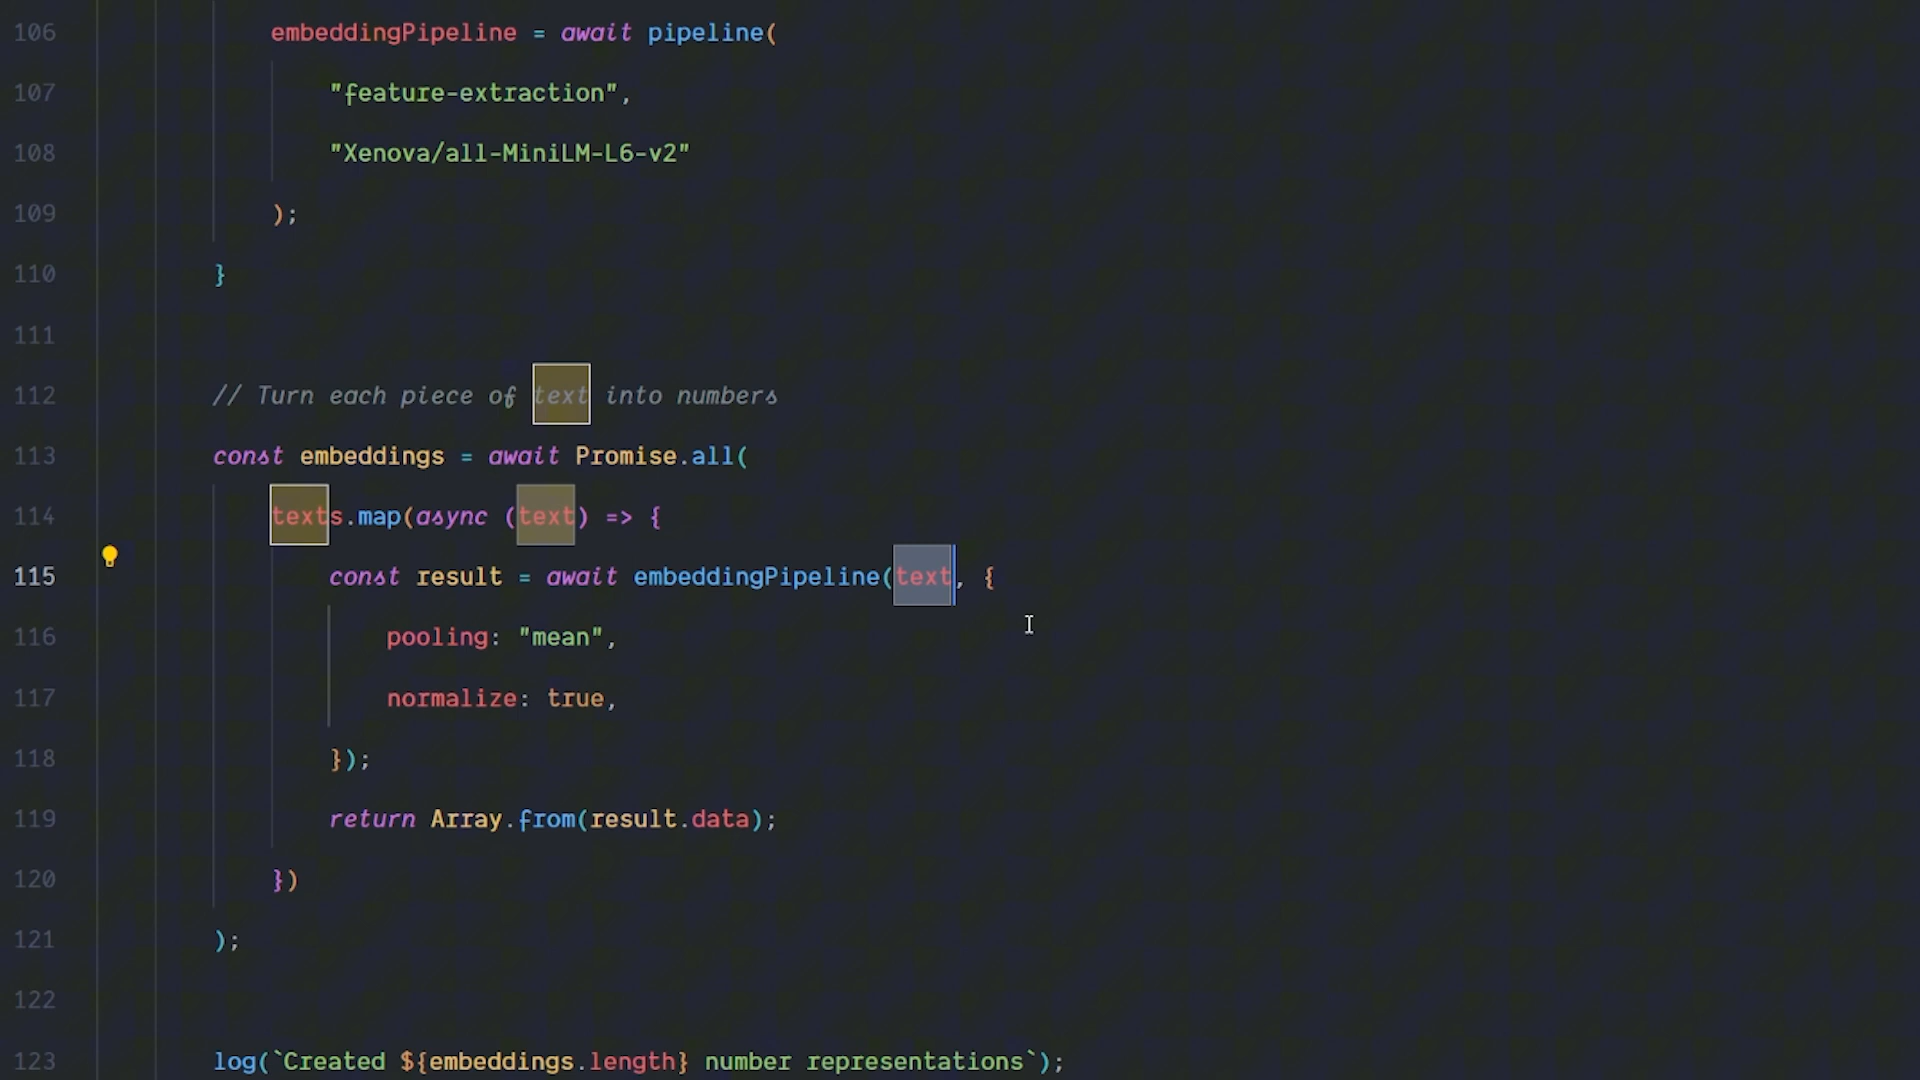 106 embeddingPipeline = await pipeline(
107 "feature-extraction",
108 "Xenova/all-MiniLM-L6-v2"
109 );
110 }
111
112 // Turn each piece of text into numbers
113 const embeddings = await Promise.all(
114 texts.map(async (text) => {
115 const result = await embeddingPipeline(text, {
116 pooling: "mean",
117 normalize: true,
118 });
119 return Array.from(result.data);
120 })
121 );
122
123 log(`Created ${embeddings.length} number representations`);